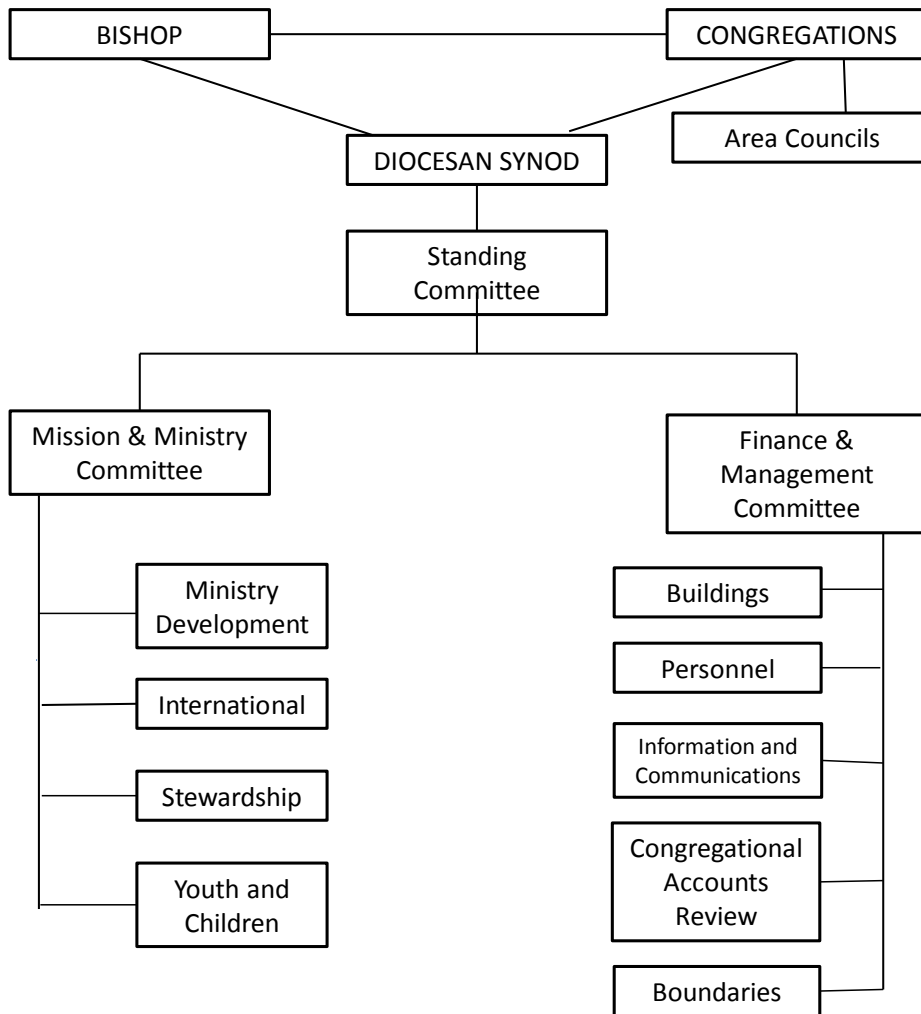 BISHOP
CONGREGATIONS
Area Councils
DIOCESAN SYNOD
Standing
Committee
Mission & Ministry
Committee
Finance &
Management
Committee
Ministry
Development
International
Stewardship
Youth and
Children
Buildings
Personnel
Information and
Communications
Congregational
Accounts
Review
Boundaries